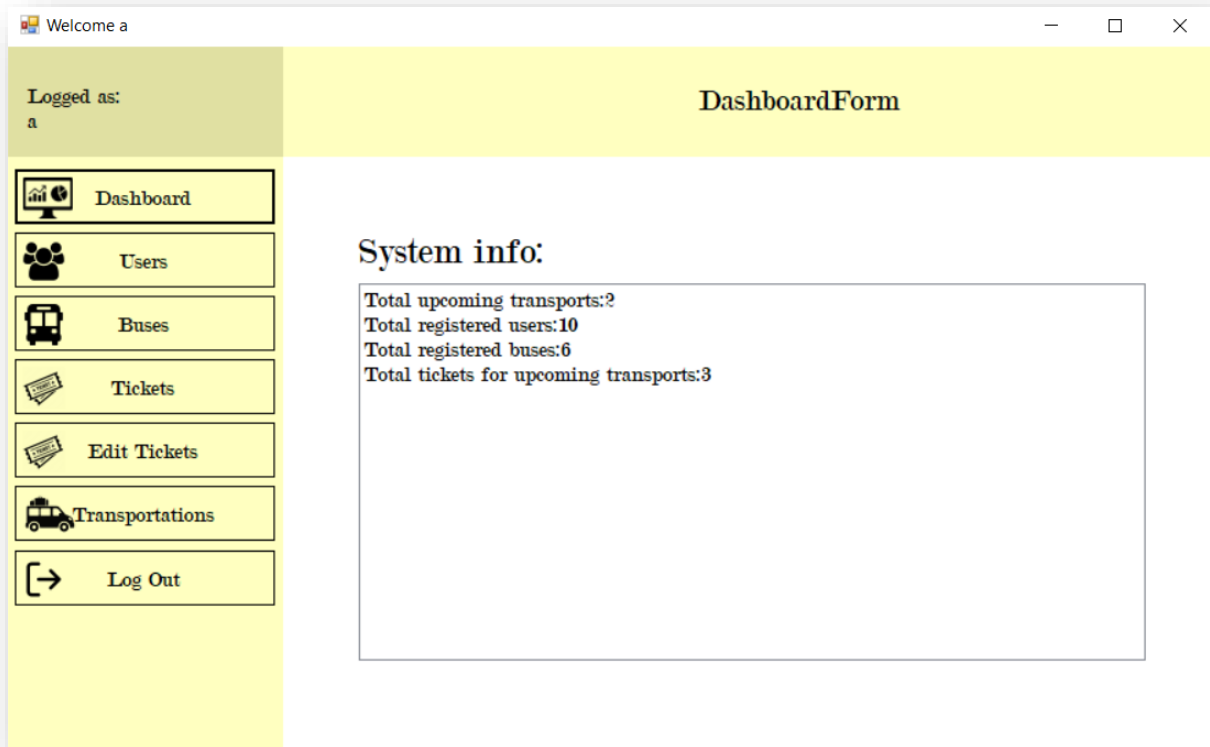 Welcome a
Logged as:
a
DashboardForm
Dashboard
Users
Buses
Tickets
Edit Tickets
Transportations
Log Out
System info:
Total upcoming transports:?
Total registered users:10
Total registered buses:6
Total tickets for upcoming transports:3